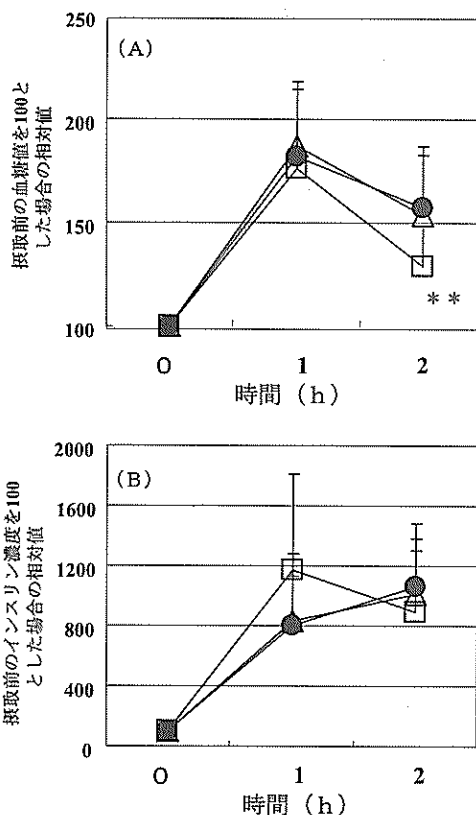 (A)
摂取前の血糖値を100と
した場合の相対値
250
200
150
100
**
0 1 2
時間 (h)
(B)
摂取前のインスリン濃度を100
とした場合の相対値
2000
1600
1200
800
400
0
0 1 2
時間 (h)